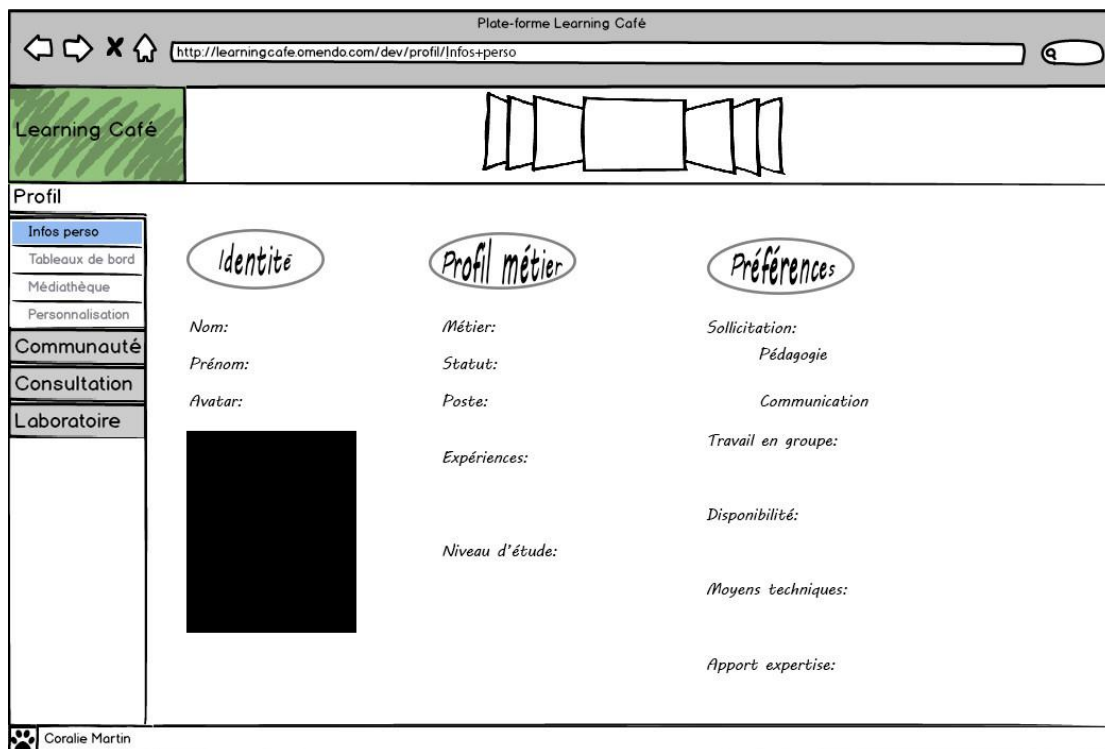 Plate-forme Learning Café
http://learningcafe.omendo.com/dev/profil/Infos+perso
Learning Café
Profil
Infos perso
Tableaux de bord
Médiathèque
Personnalisation
Communauté
Consultation
Laboratoire
Identité
Nom:
Prénom:
Avatar:
Profil métier
Métier:
Statut:
Poste:
Expériences:
Niveau d'étude:
Préférences
Sollicitation:
Pédagogie
Communication
Travail en groupe:
Disponibilité:
Moyens techniques:
Apport expertise:
Coralie Martin